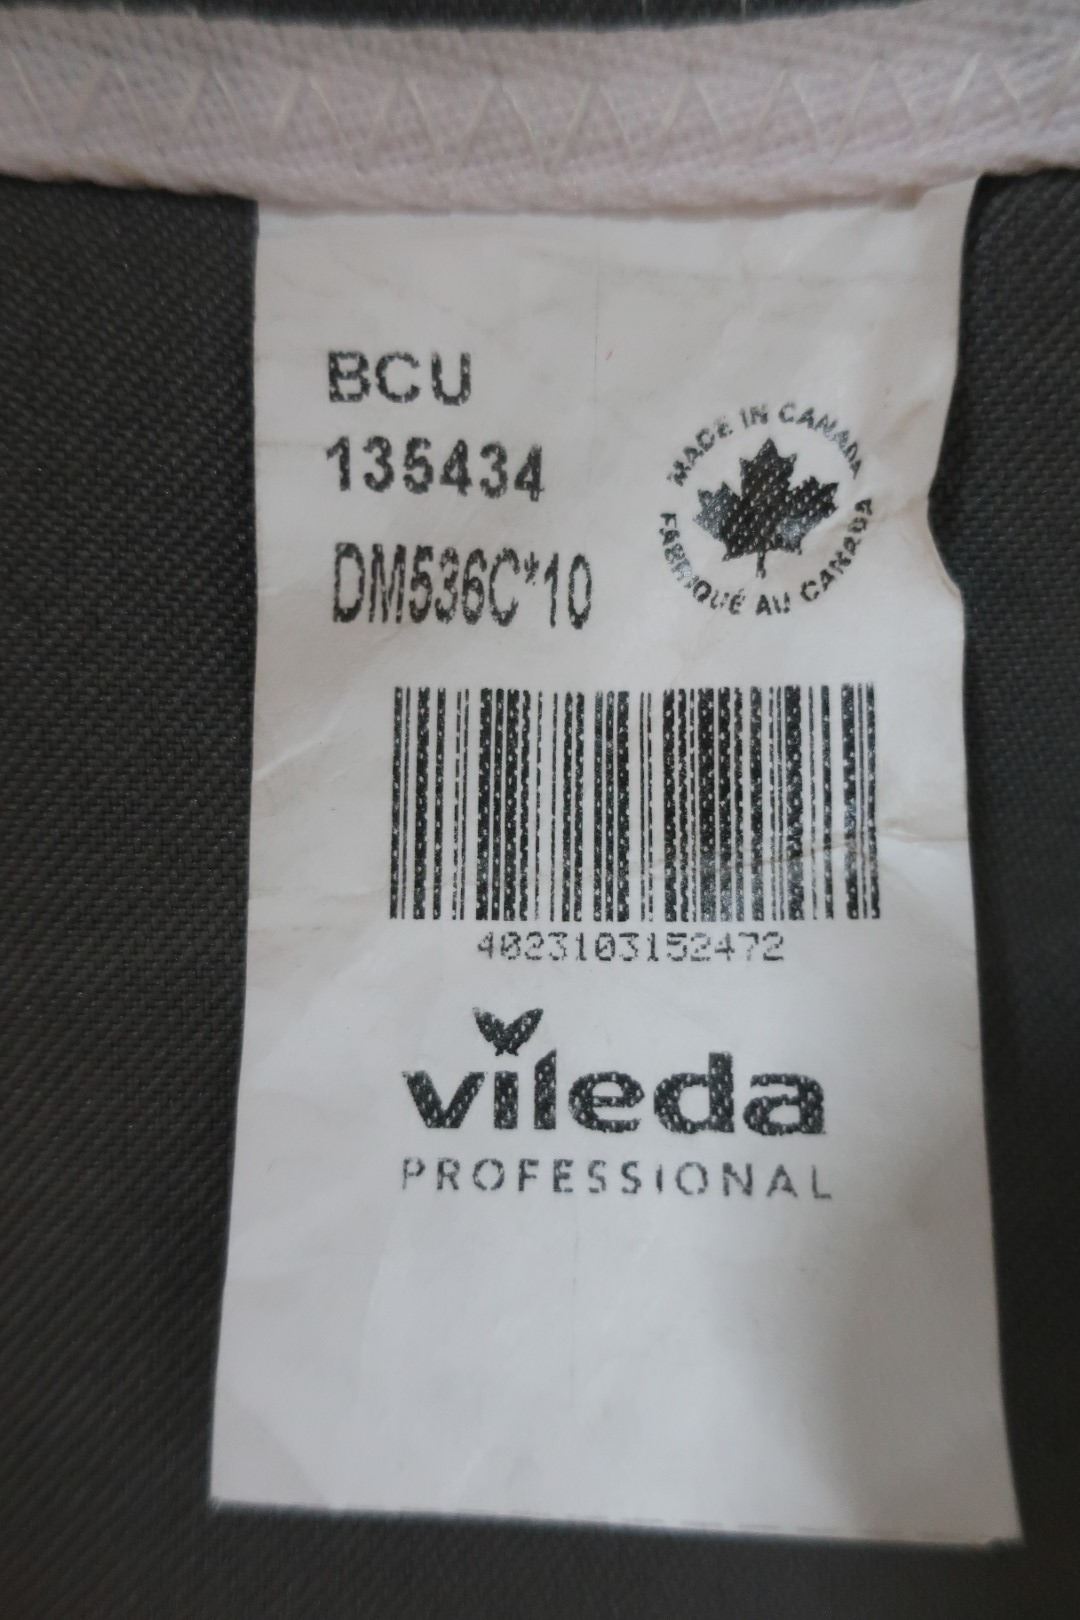 BCU
135434
MADE IN CANADA
FABRIQUÉ AU CANADA
DM536C*10
4023103152472
vileda
PROFESSIONAL